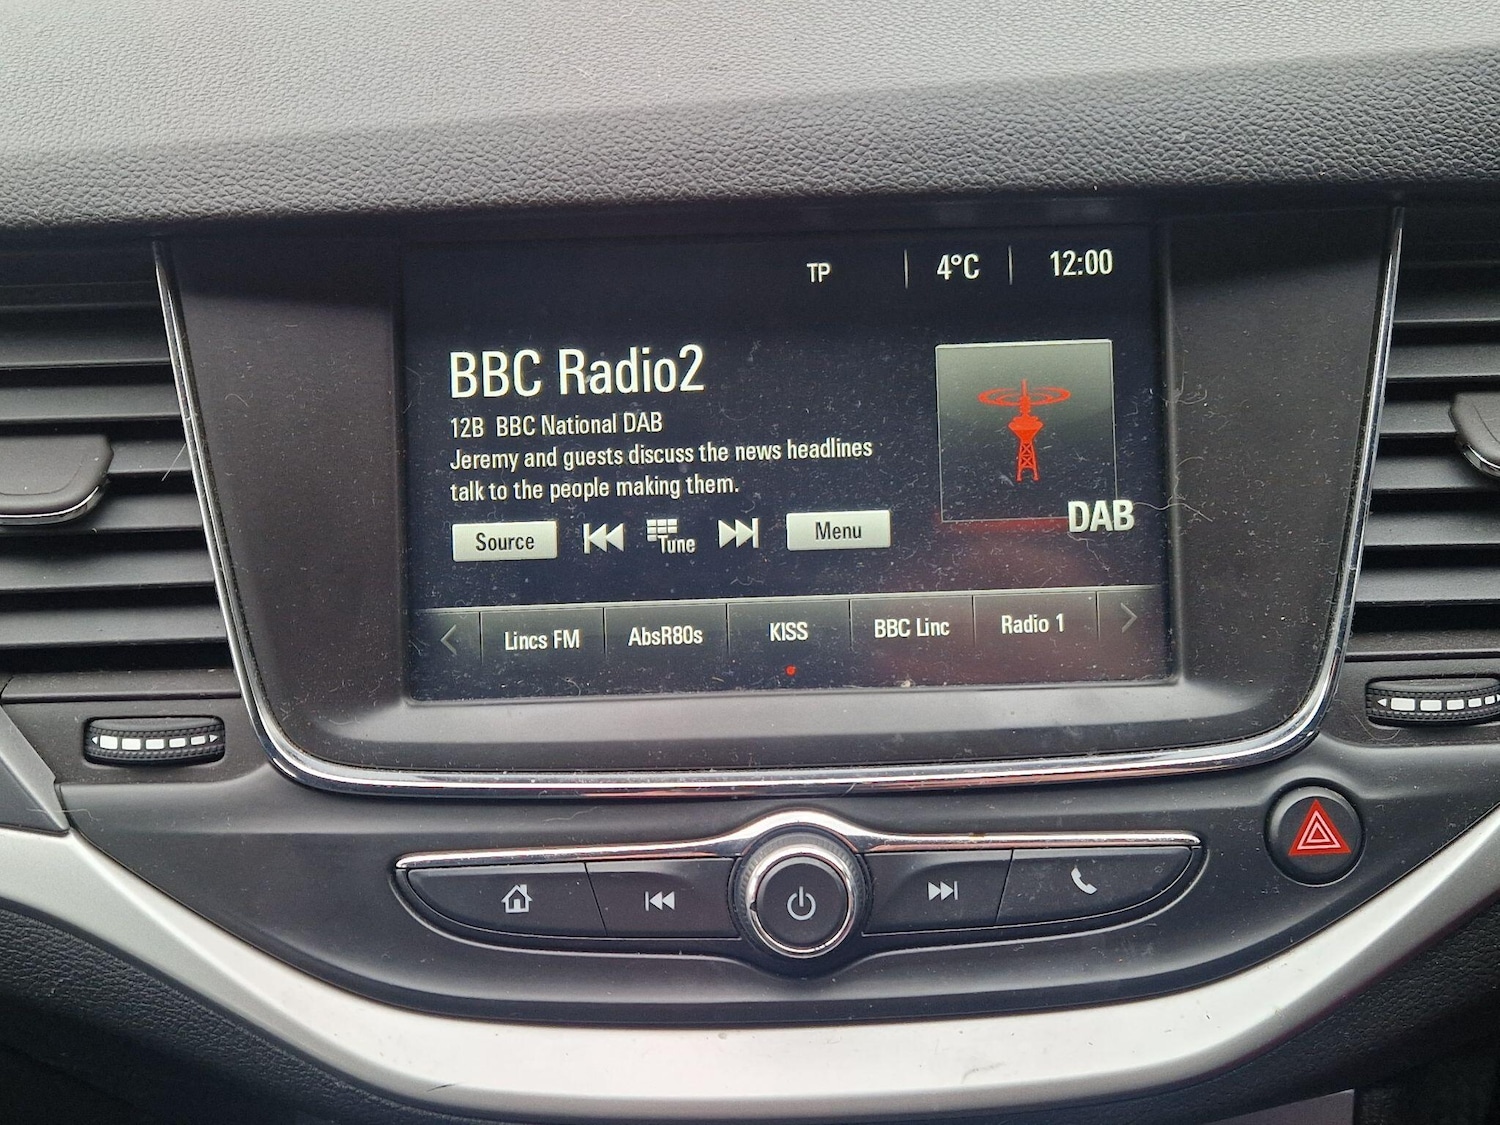 TP 4°C 12:00
BBC Radio2
12B BBC National DAB
Jeremy and guests discuss the news headlines
talk to the people making them.
DAB
Source Tune Menu
Lincs FM AbsR80s KISS BBC Linc Radio 1